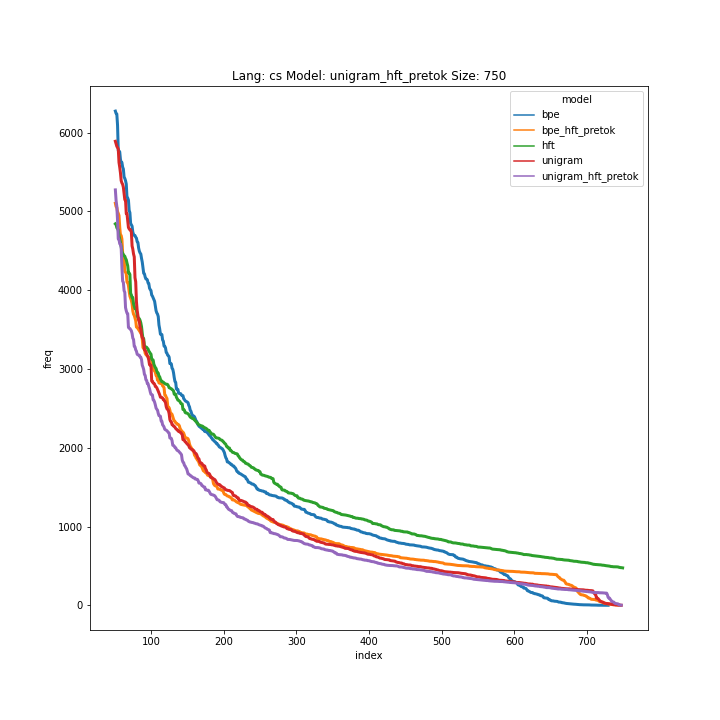 Lang: cs Model: unigram_hft_pretok Size: 750
model
bpe
bpe_hft_pretok
hft
unigram
unigram_hft_pretok
freq
6000
5000
4000
3000
2000
1000
0
100 200 300 400 500 600 700
index